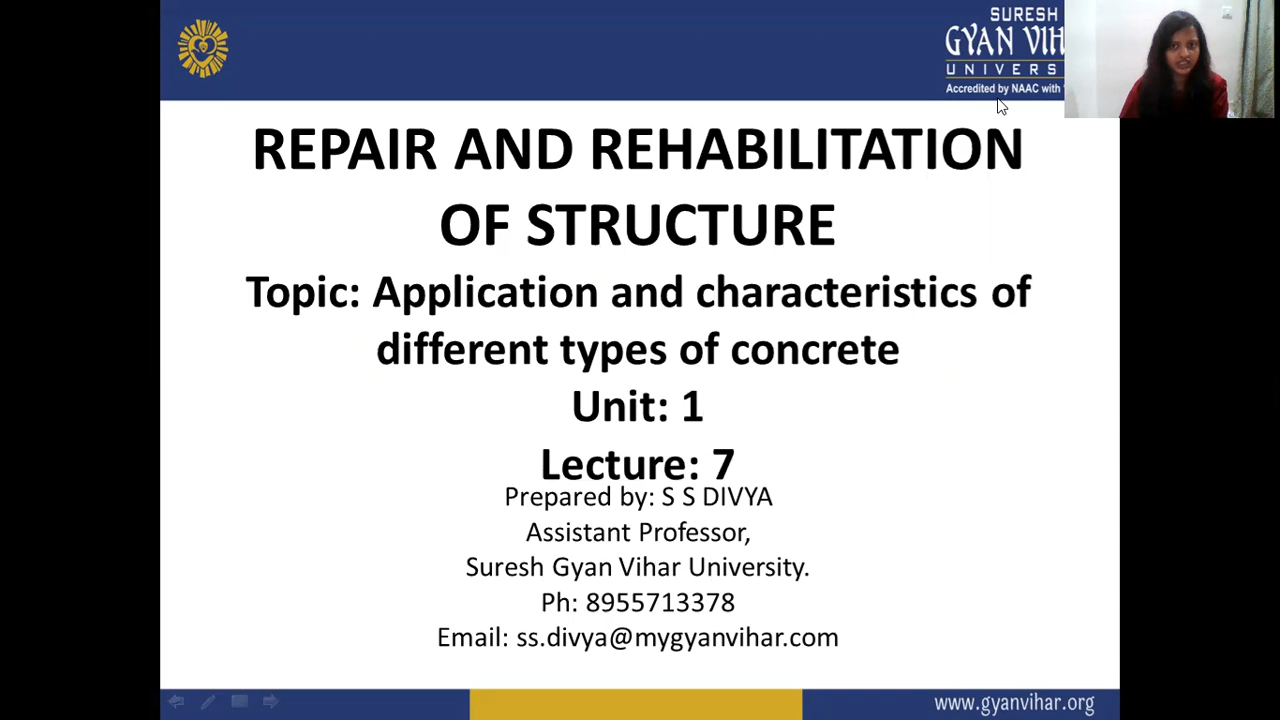 SURESH
GYAN VIH
UNIVERS
Accredited by NAAC with
REPAIR AND REHABILITATION
OF STRUCTURE
Topic: Application and characteristics of
different types of concrete
Unit: 1
Lecture: 7
Prepared by: S S DIVYA
Assistant Professor,
Suresh Gyan Vihar University.
Ph: 8955713378
Email: ss.divya@mygyanvihar.com
www.gyanvihar.org